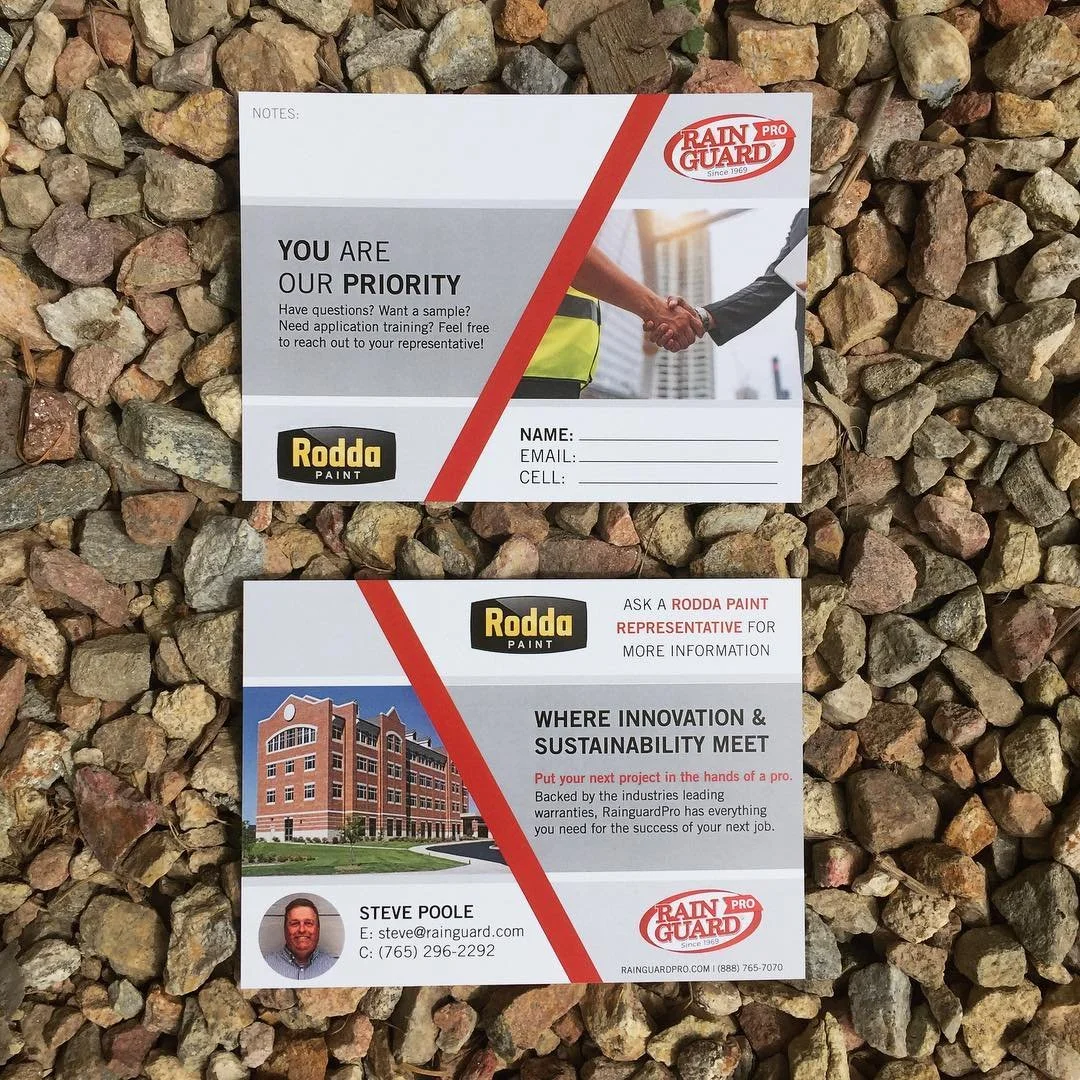 NOTES:
RAIN PRO
GUARD
Since 1969
YOU ARE
OUR PRIORITY
Have questions? Want a sample?
Need application training? Feel free
to reach out to your representative!
Rodda
PAINT
NAME:
EMAIL:
CELL:
Rodda
PAINT
ASK A RODDA PAINT
REPRESENTATIVE FOR
MORE INFORMATION
WHERE INNOVATION &
SUSTAINABILITY MEET
Put your next project in the hands of a pro.
Backed by the industries leading
warranties, RainguardPro has everything
you need for the success of your next job.
STEVE POOLE
E: steve@rainguard.com
C: (765) 296-2292
RAIN PRO
GUARD
Since 1969
RAINGUARDPRO.COM | (888) 765-7070